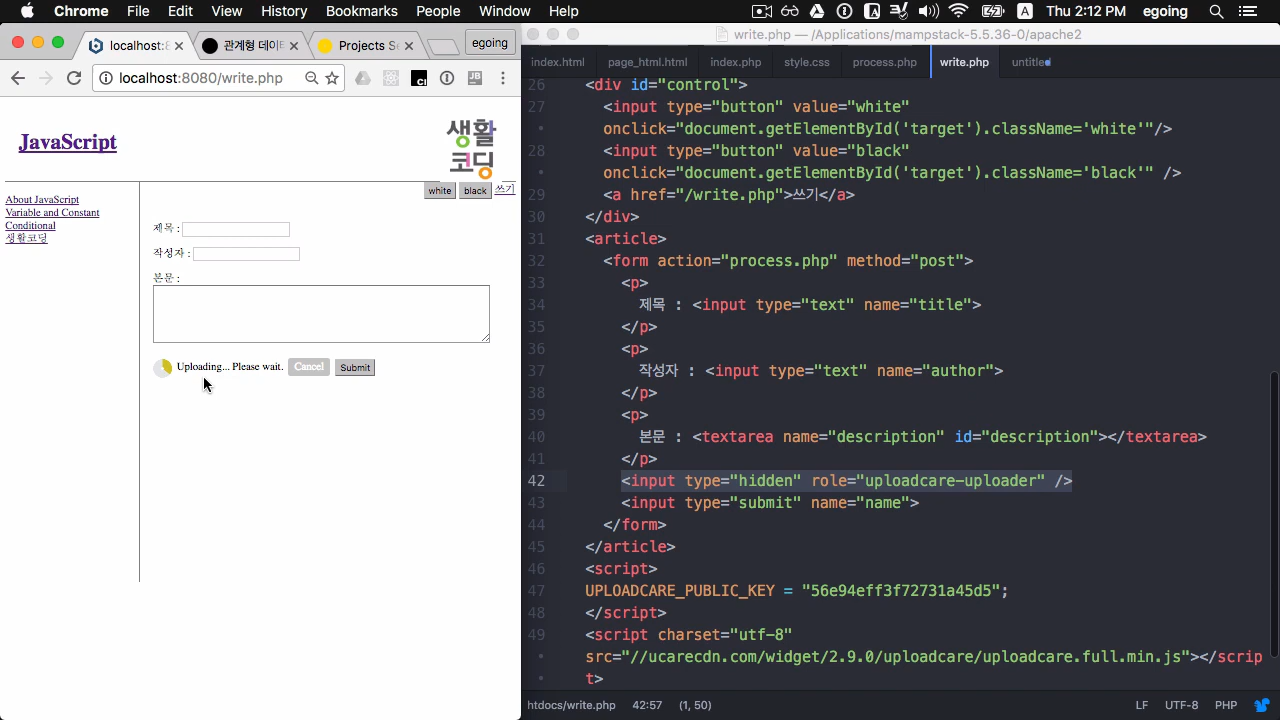 Chrome File Edit View History Bookmarks People Window Help Thu 2:12 PM egoing
localhost:8 관계형 데이 Projects Se egoing
localhost:8080/write.php
JavaScript
생활
코딩
white black 쓰기
About JavaScript
Variable and Constant
Conditional
생활코딩
제목 :
작성자 :
본문 :
Uploading... Please wait. Cancel Submit
write.php — /Applications/mampstack-5.5.36-0/apache2
index.html page_html.html index.php style.css process.php write.php untitled
26 <div id="control">
27 <input type="button" value="white"
onclick="document.getElementById('target').className='white'"/>
28 <input type="button" value="black"
onclick="document.getElementById('target').className='black'" />
29 <a href="/write.php">쓰기</a>
30 </div>
31 <article>
32 <form action="process.php" method="post">
33 <p>
34 제목 : <input type="text" name="title">
35 </p>
36 <p>
37 작성자 : <input type="text" name="author">
38 </p>
39 <p>
40 본문 : <textarea name="description" id="description"></textarea>
41 </p>
42 <input type="hidden" role="uploadcare-uploader" />
43 <input type="submit" name="name">
44 </form>
45 </article>
46 <script>
47 UPLOADCARE_PUBLIC_KEY = "56e94eff3f72731a45d5";
48 </script>
49 <script charset="utf-8"
src="//ucarecdn.com/widget/2.9.0/uploadcare/uploadcare.full.min.js"></scrip
t>
htdocs/write.php 42:57 (1, 50) LF UTF-8 PHP